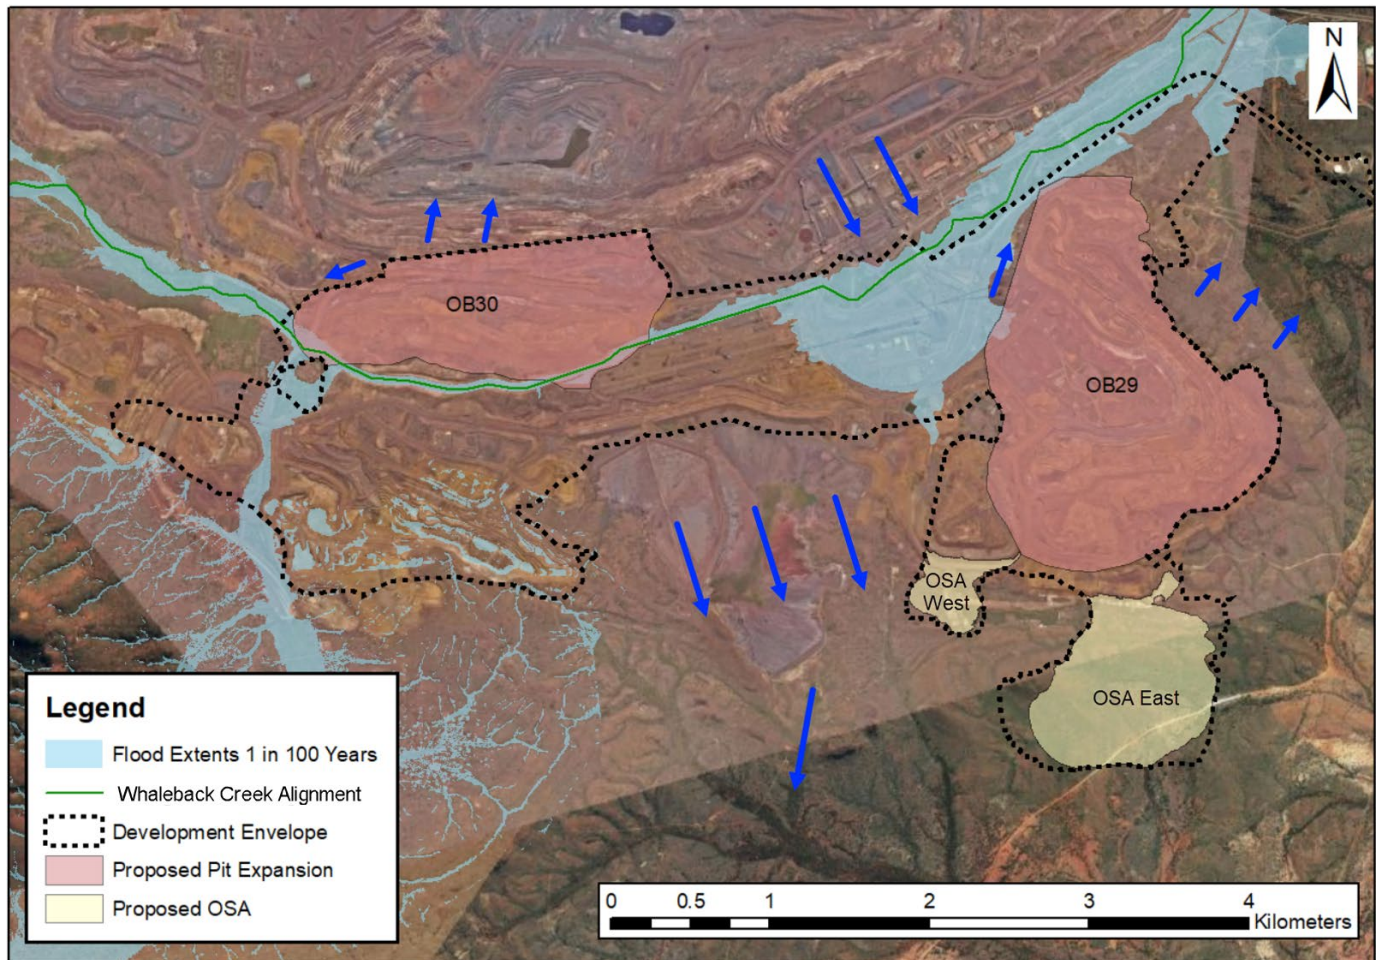 N
OB30
OB29
OSA
West
OSA East
Legend
Flood Extents 1 in 100 Years
Whaleback Creek Alignment
Development Envelope
Proposed Pit Expansion
Proposed OSA
0 0.5 1 2 3 4
Kilometers